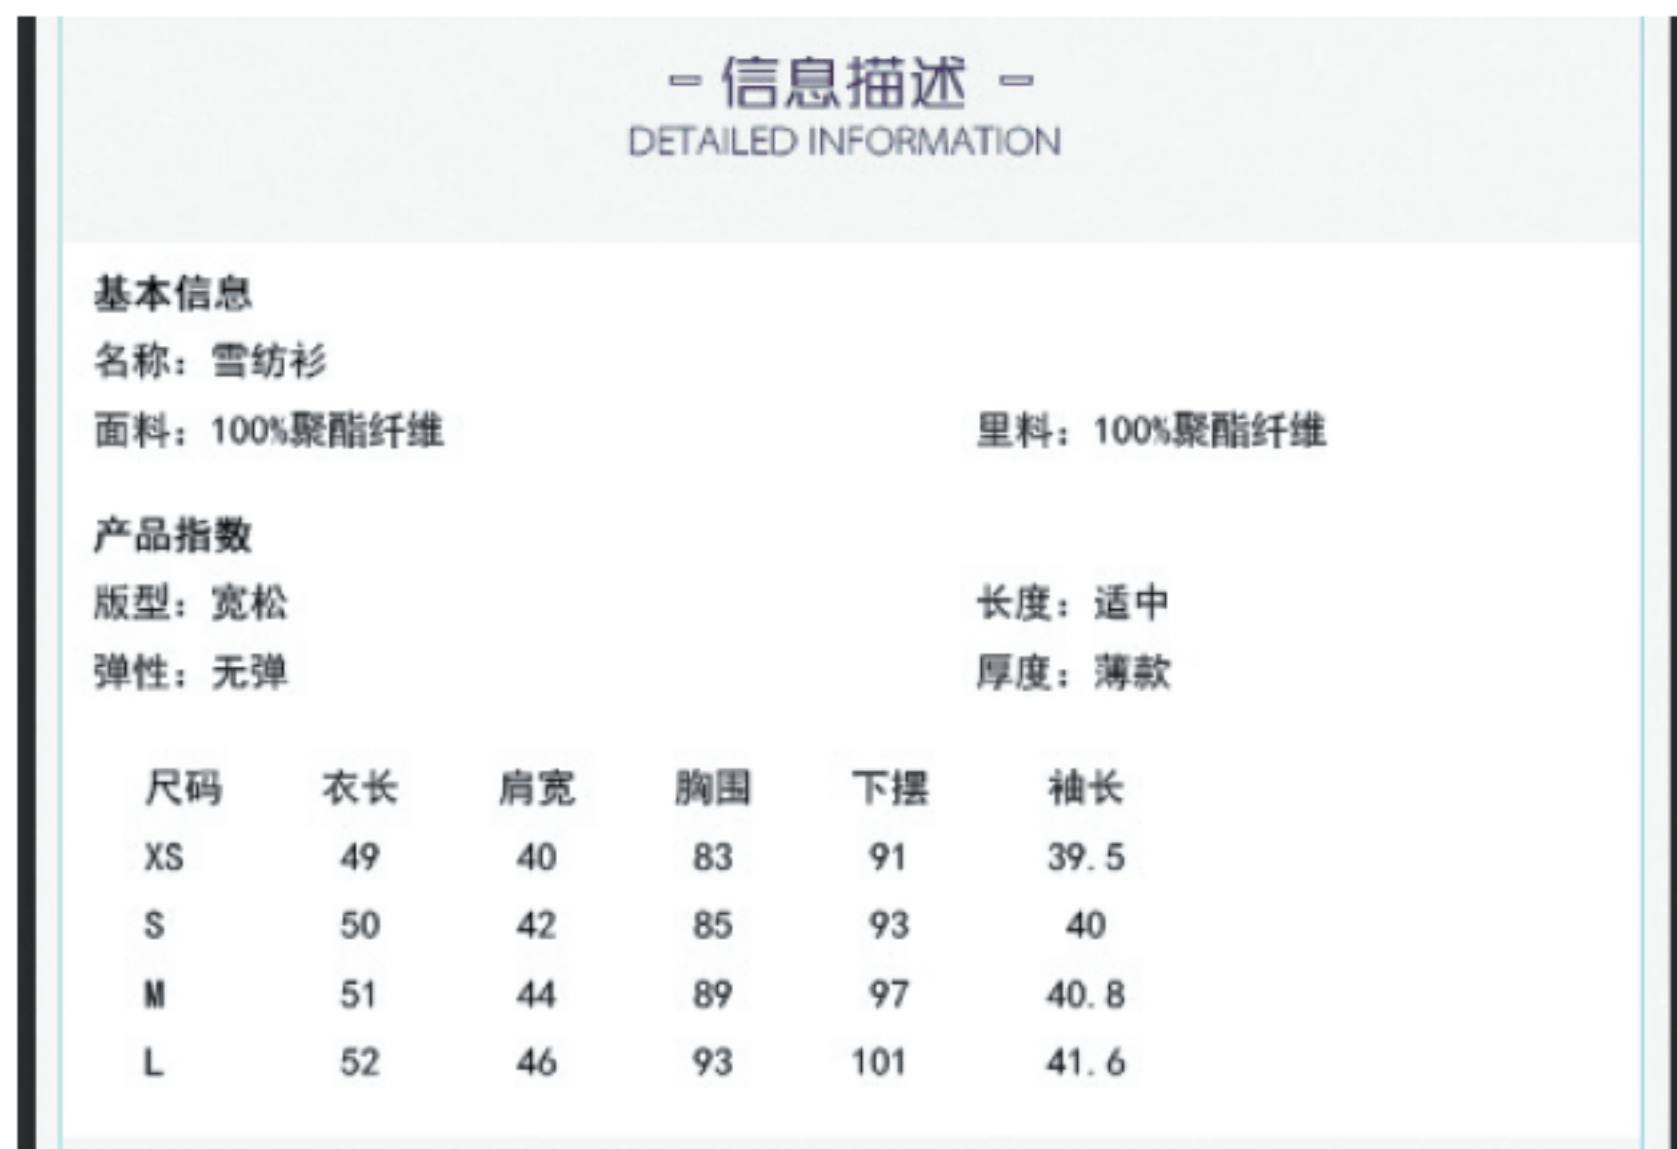 - 信息描述 -
DETAILED INFORMATION
基本信息
名称：雪纺衫
面料：100%聚酯纤维 里料：100%聚酯纤维
产品指数
版型：宽松 长度：适中
弹性：无弹 厚度：薄款
尺码 衣长 肩宽 胸围 下摆 袖长
XS 49 40 83 91 39.5
S 50 42 85 93 40
M 51 44 89 97 40.8
L 52 46 93 101 41.6